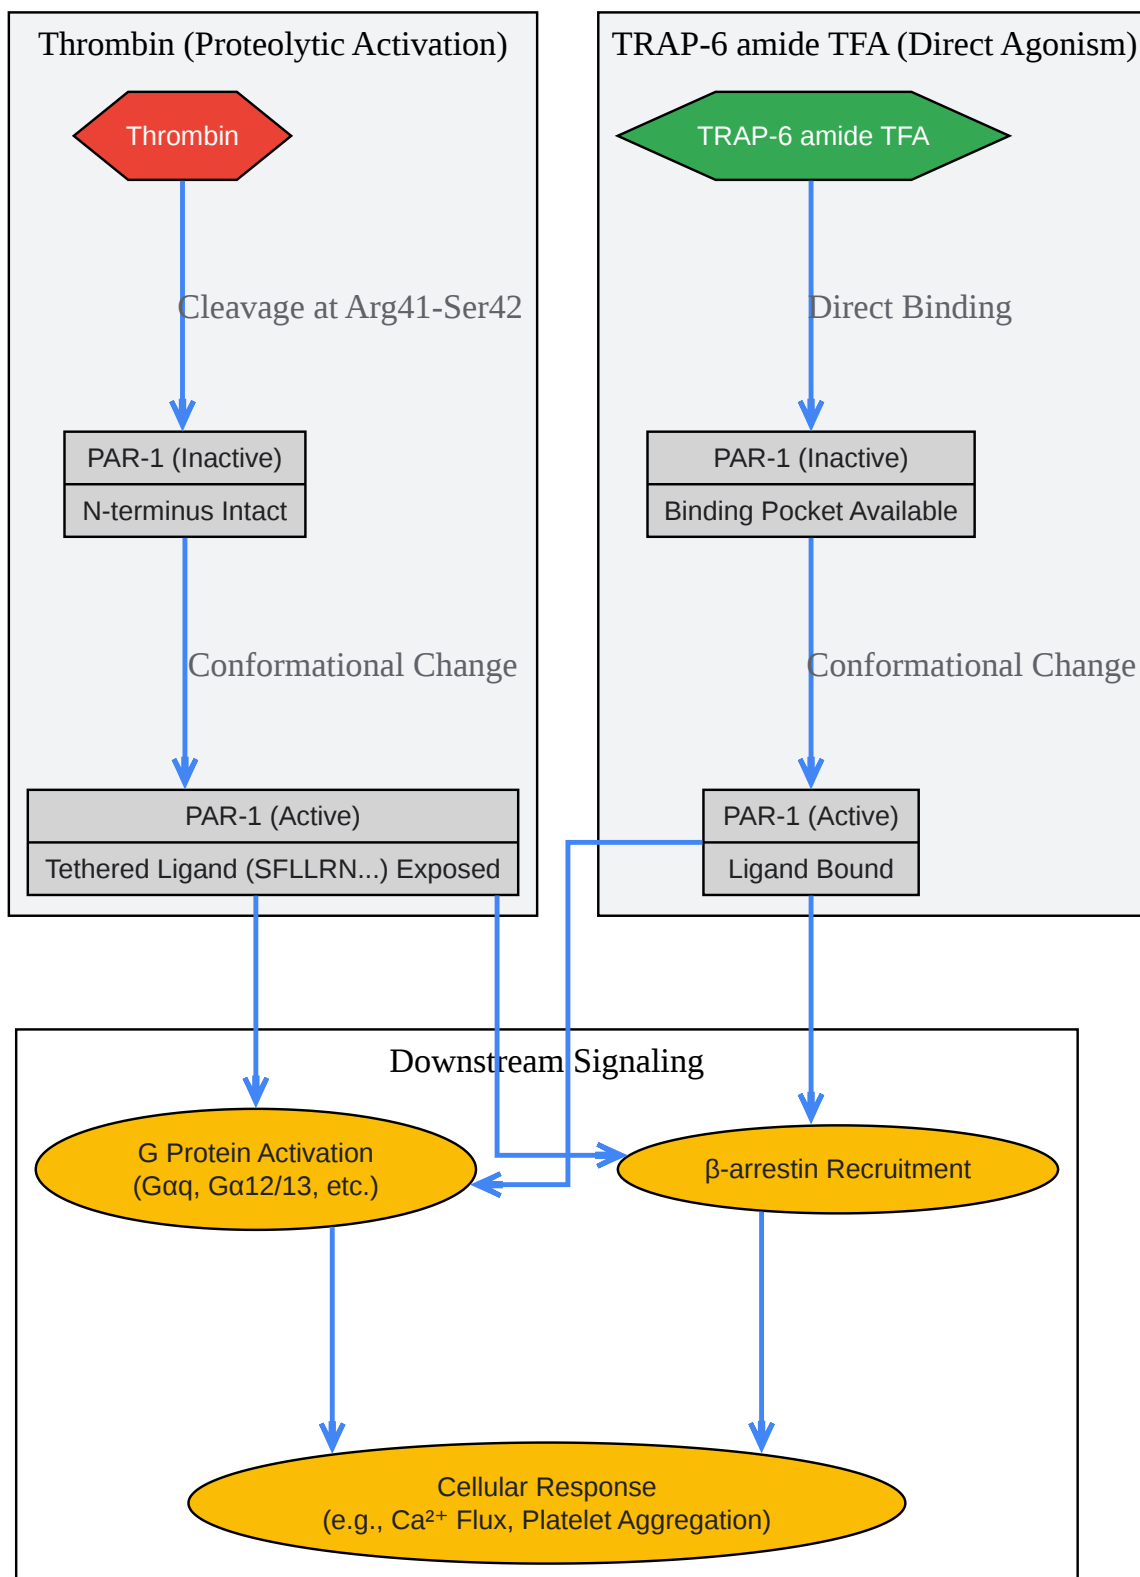 Thrombin (Proteolytic Activation)
Thrombin
Cleavage at Arg41-Ser42
PAR-1 (Inactive)
N-terminus Intact
Conformational Change
PAR-1 (Active)
Tethered Ligand (SFLLRN...) Exposed
TRAP-6 amide TFA (Direct Agonism)
TRAP-6 amide TFA
Direct Binding
PAR-1 (Inactive)
Binding Pocket Available
Conformational Change
PAR-1 (Active)
Ligand Bound
Downstream Signaling
G Protein Activation
(Gαq, Gα12/13, etc.)
β-arrestin Recruitment
Cellular Response
(e.g., Ca²⁺ Flux, Platelet Aggregation)